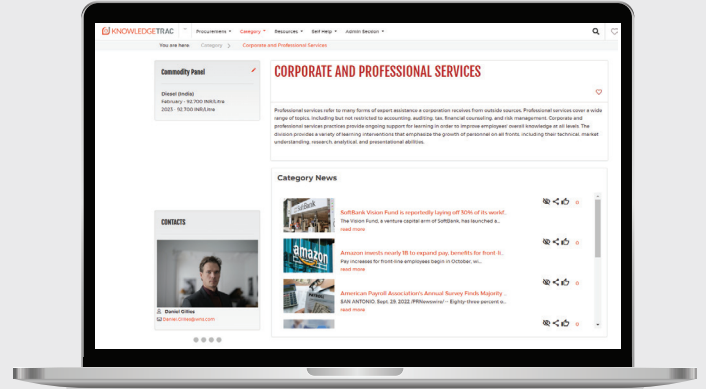 KNOWLEDGETRAC
Procurements Category Resources Self Help Admin Session
You are here Category Corporate and Professional Services
Commodity Panel
Diesel (India)
February - 92.700 INR/Litre
2023 - 92.700 INR/Litre
CORPORATE AND PROFESSIONAL SERVICES
Professional services refer to many forms of expert assistance a corporation receives from outside sources. Professional services cover a wide
range of topics, including but not restricted to accounting, auditing, tax, financial counseling, and risk management. Corporate and
professional services practices provide ongoing support for learning in order to improve employees' overall knowledge at all levels. The
division provides a variety of learning interventions that emphasize the growth of personnel on all fronts, including their technical, market
understanding, research, analytical, and presentational abilities.
Category News
SoftBank
SoftBank Vision Fund is reportedly laying off 30% of its workf..
The Vision Fund, a venture capital arm of SoftBank, has launched a...
read more
0
amazon
Amazon invests nearly 1B to expand pay, benefits for front-li..
Pay increases for front-line employees begin in October, wi...
read more
0
American Payroll Association's Annual Survey Finds Majority ..
SAN ANTONIO, Sept. 29, 2022 /PRNewswire/ -- Eighty-three percent o...
read more
0
0
CONTACTS
Daniel Gillies